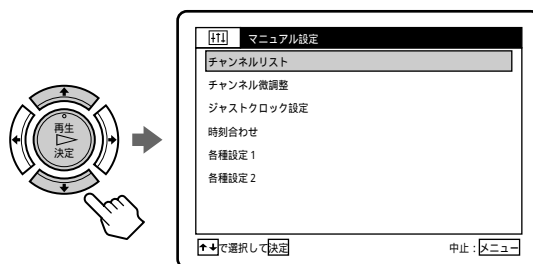 再生
決定
マニュアル設定
チャンネルリスト
チャンネル微調整
ジャストクロック設定
時刻合わせ
各種設定1
各種設定2
↑↓で選択して決定
中止：メニュー